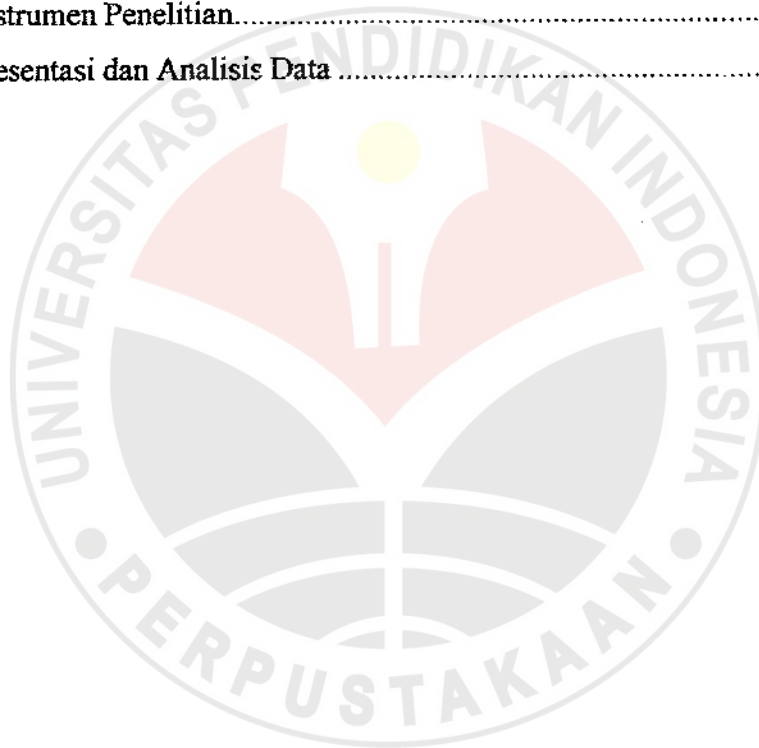 strumen Penelitian..........................................................................
esentasi dan Analisis Data ............................................................
UNIVERSITAS PENDIDIKAN INDONESIA
• PERPUSTAKAAN •